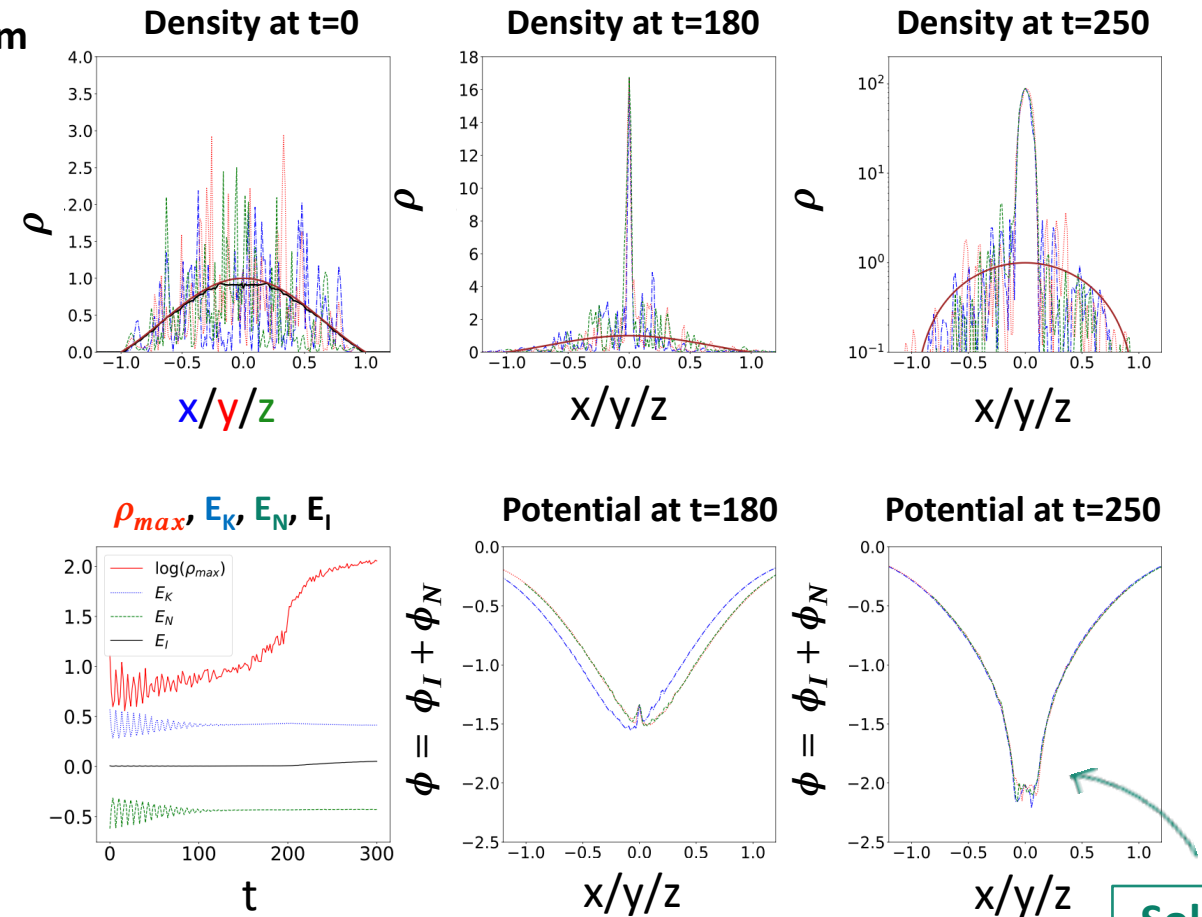 m
Density at t=0
Density at t=180
Density at t=250
4.0
3.5
3.0
2.5
2.0
1.5
1.0
0.5
0.0
ρ
−1.0 −0.5 0.0 0.5 1.0
x/y/z
18
16
14
12
10
8
6
4
2
0
ρ
−1.0 −0.5 0.0 0.5 1.0
x/y/z
10²
10¹
10⁰
10⁻¹
ρ
−1.0 −0.5 0.0 0.5 1.0
x/y/z
ρmax, EK, EN, EI
Potential at t=180
Potential at t=250
2.0
1.5
1.0
0.5
0.0
−0.5
log(ρmax)
EK
EN
EI
0 100 200 300
t
0.0
−0.5
−1.0
−1.5
−2.0
−2.5
ϕ = ϕI + ϕN
−1.0 −0.5 0.0 0.5 1.0
x/y/z
0.0
−0.5
−1.0
−1.5
−2.0
−2.5
ϕ = ϕI + ϕN
−1.0 −0.5 0.0 0.5 1.0
x/y/z